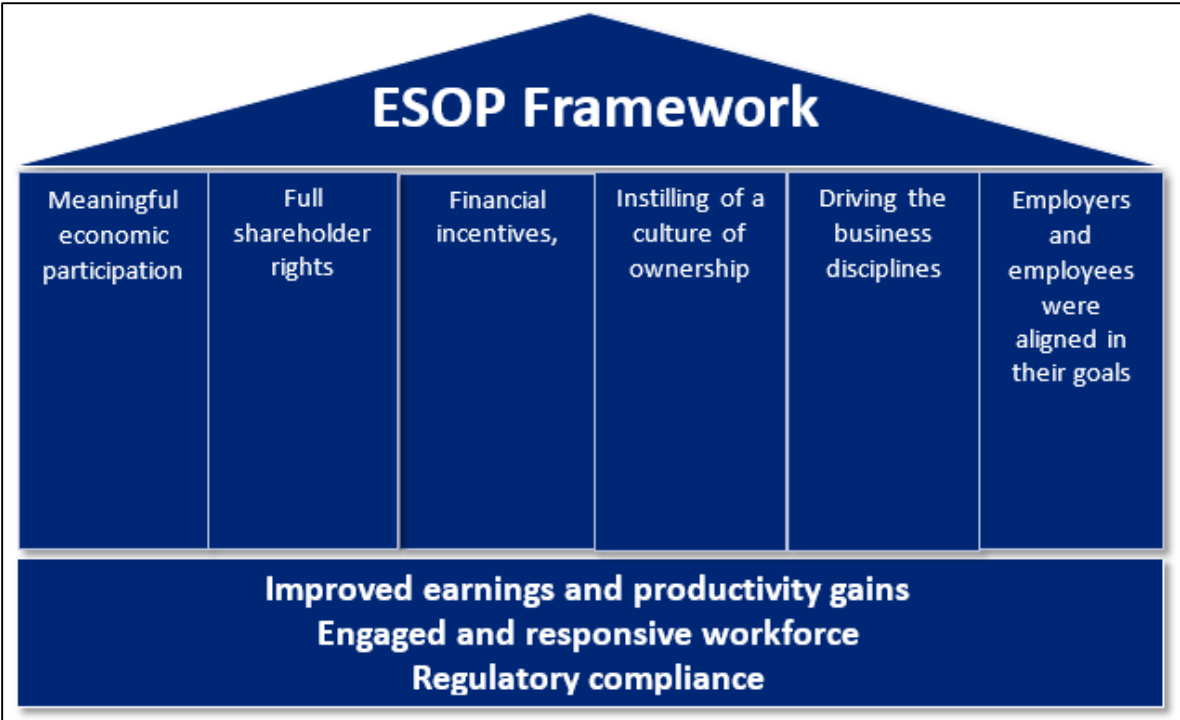 ESOP Framework
Meaningful
economic
participation
Full
shareholder
rights
Financial
incentives,
Instilling of a
culture of
ownership
Driving the
business
disciplines
Employers
and
employees
were
aligned in
their goals
Improved earnings and productivity gains
Engaged and responsive workforce
Regulatory compliance